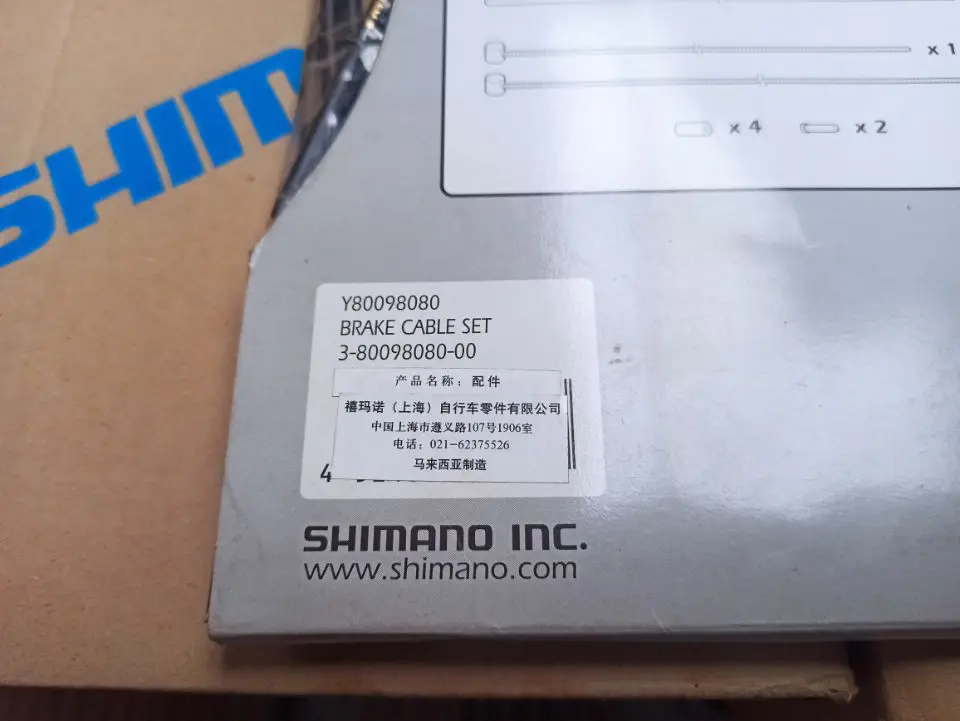 SHIM
x 1
x 4
x 2
Y80098080
BRAKE CABLE SET
3-80098080-00
产品名称：配件
禧玛诺（上海）自行车零件有限公司
中国上海市遵义路107号1906室
电话：021-62375526
马来西亚制造
4
SHIMANO INC.
www.shimano.com